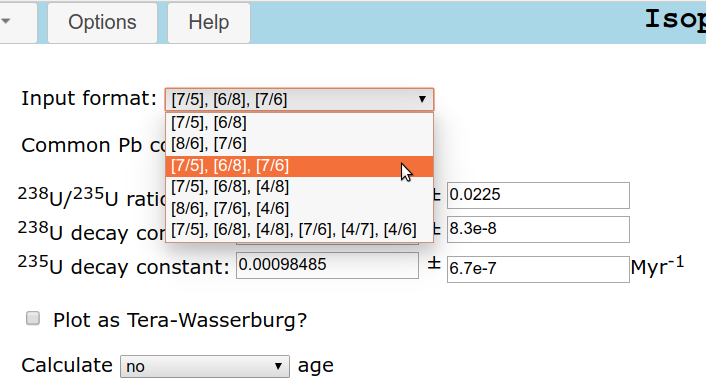 Options Help Isop
Input format: [7/5], [6/8], [7/6]
[7/5], [6/8]
[8/6], [7/6]
Common Pb co
[7/5], [6/8], [7/6]
[7/5], [6/8], [4/8]
²³⁸U/²³⁵U ratio ± 0.0225
[8/6], [7/6], [4/6]
[7/5], [6/8], [4/8], [7/6], [4/7], [4/6]
²³⁸U decay con ± 8.3e-8
²³⁵U decay constant: 0.00098485 ± 6.7e-7 Myr⁻¹
Plot as Tera-Wasserburg?
Calculate no age